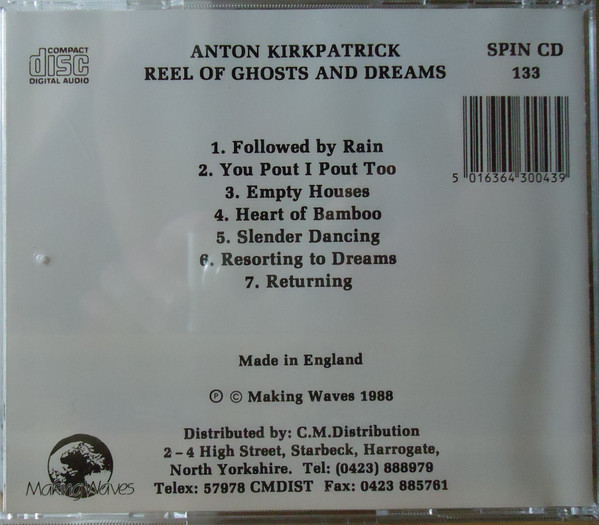 COMPACT
disc
DIGITAL AUDIO
ANTON KIRKPATRICK
REEL OF GHOSTS AND DREAMS
SPIN CD
133
5 016364 300439
1. Followed by Rain
2. You Pout I Pout Too
3. Empty Houses
4. Heart of Bamboo
5. Slender Dancing
6. Resorting to Dreams
7. Returning
Made in England
Ⓟ © Making Waves 1988
Distributed by: C.M.Distribution
2 – 4 High Street, Starbeck, Harrogate,
North Yorkshire. Tel: (0423) 888979
Telex: 57978 CMDIST Fax: 0423 885761
Making Waves